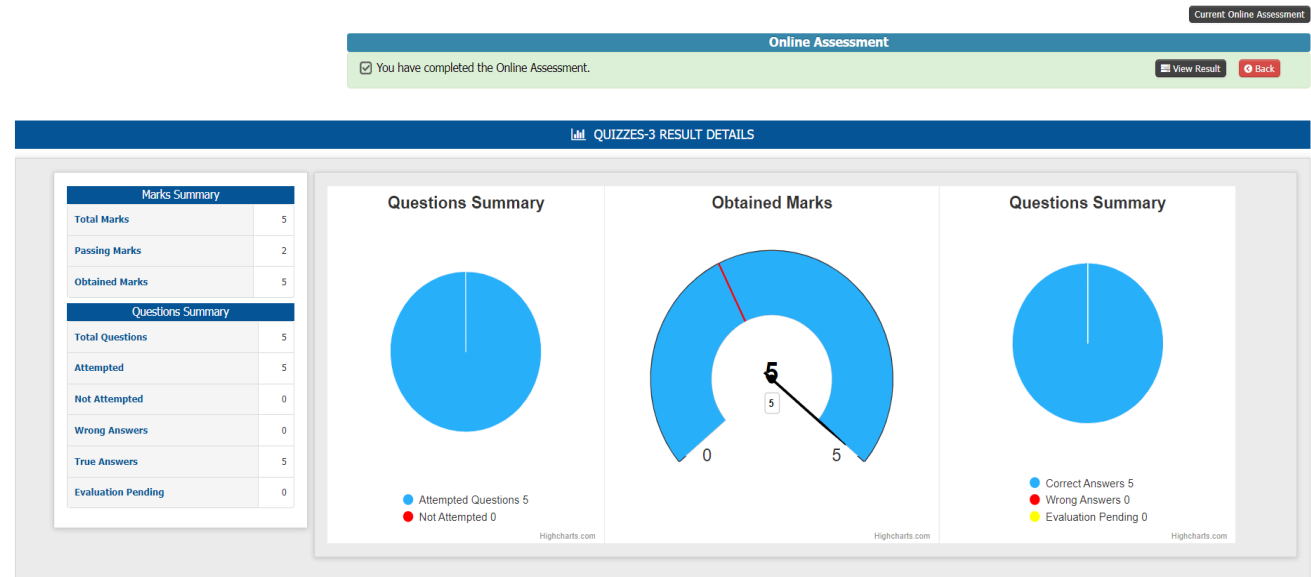 Current Online Assessment
Online Assessment
You have completed the Online Assessment.
View Result
Back
QUIZZES-3 RESULT DETAILS
Marks Summary
Total Marks 5
Passing Marks 2
Obtained Marks 5
Questions Summary
Total Questions 5
Attempted 5
Not Attempted 0
Wrong Answers 0
True Answers 5
Evaluation Pending 0
Questions Summary
Attempted Questions 5
Not Attempted 0
Highcharts.com
Obtained Marks
5
5
0 5
Highcharts.com
Questions Summary
Correct Answers 5
Wrong Answers 0
Evaluation Pending 0
Highcharts.com